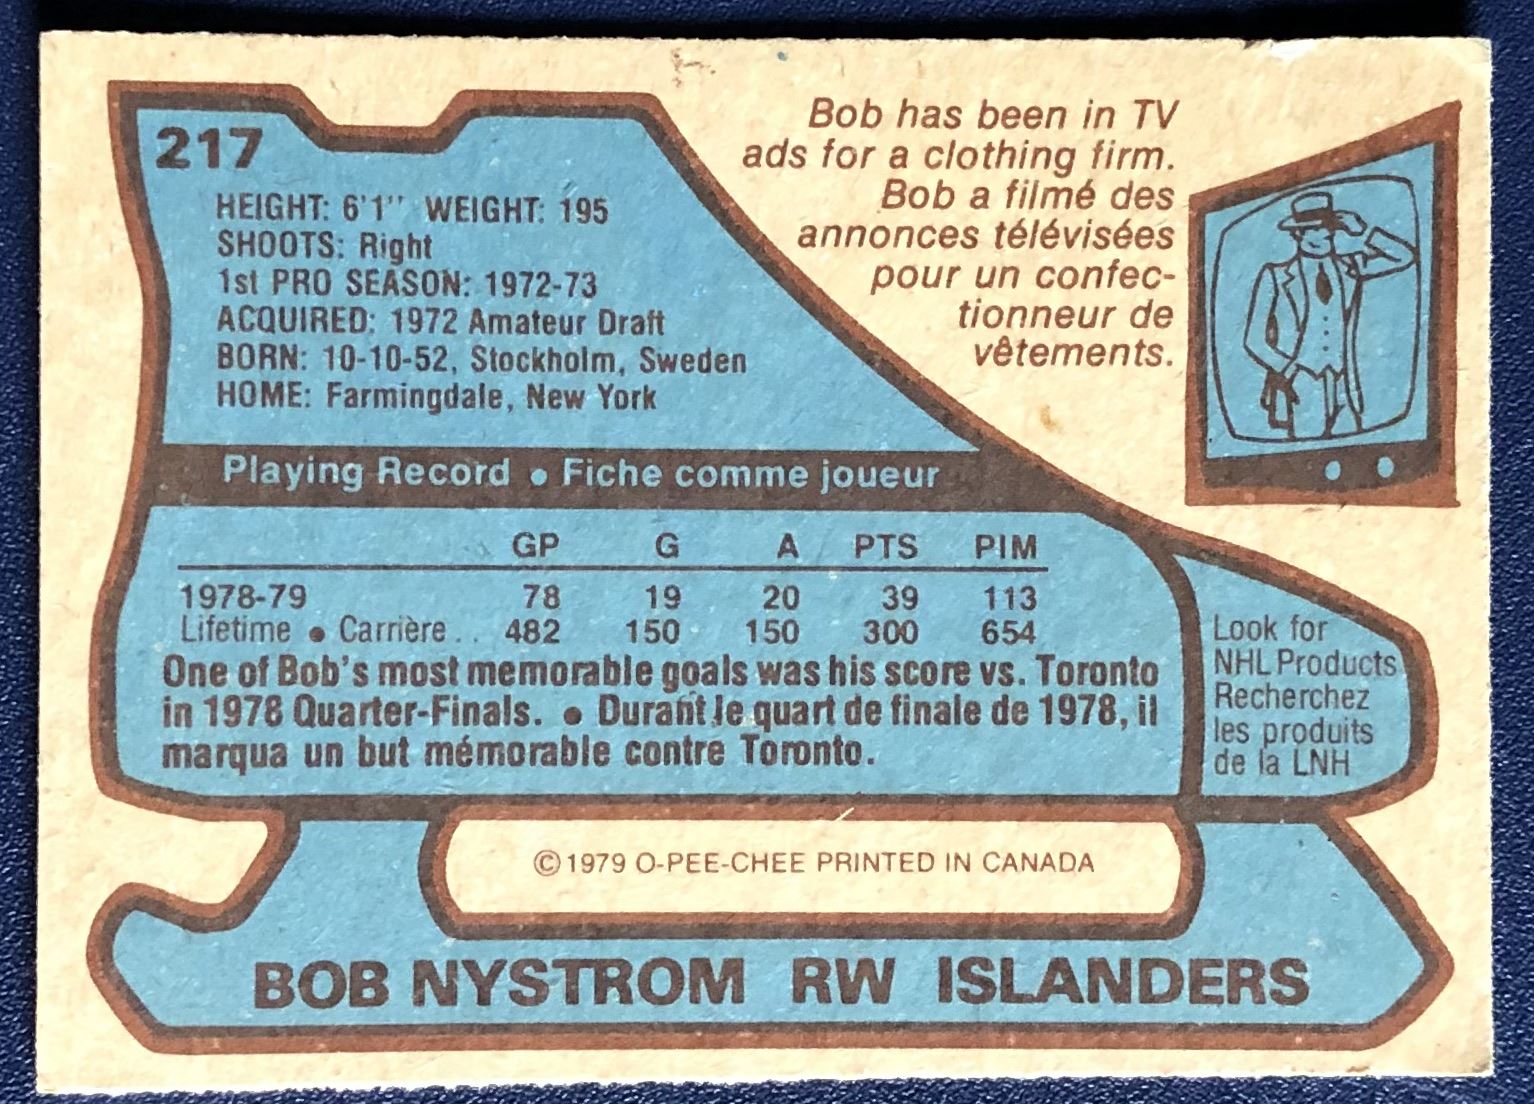 217
HEIGHT: 6'1" WEIGHT: 195
SHOOTS: Right
1st PRO SEASON: 1972-73
ACQUIRED: 1972 Amateur Draft
BORN: 10-10-52, Stockholm, Sweden
HOME: Farmingdale, New York
Bob has been in TV
ads for a clothing firm.
Bob a filmé des
annonces télévisées
pour un confec-
tionneur de
vêtements.
Playing Record • Fiche comme joueur
GP G A PTS PIM
1978-79 78 19 20 39 113
Lifetime • Carrière . . 482 150 150 300 654
One of Bob's most memorable goals was his score vs. Toronto
in 1978 Quarter-Finals. • Durant le quart de finale de 1978, il
marqua un but mémorable contre Toronto.
Look for
NHL Products
Recherchez
les produits
de la LNH
© 1979 O-PEE-CHEE PRINTED IN CANADA
BOB NYSTROM RW ISLANDERS